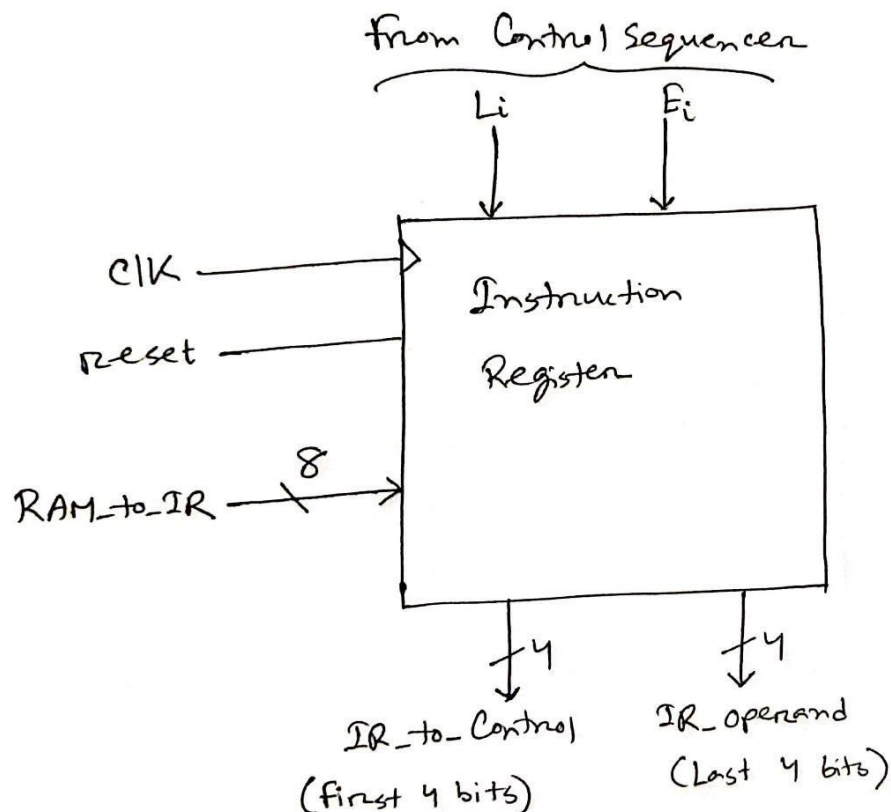 From Control Sequencer
Li
Ei
Clk
reset
Instruction
Register
8
RAM_to_IR
4
4
IR_to_Control
(First 4 bits)
IR_operand
(Last 4 bits)